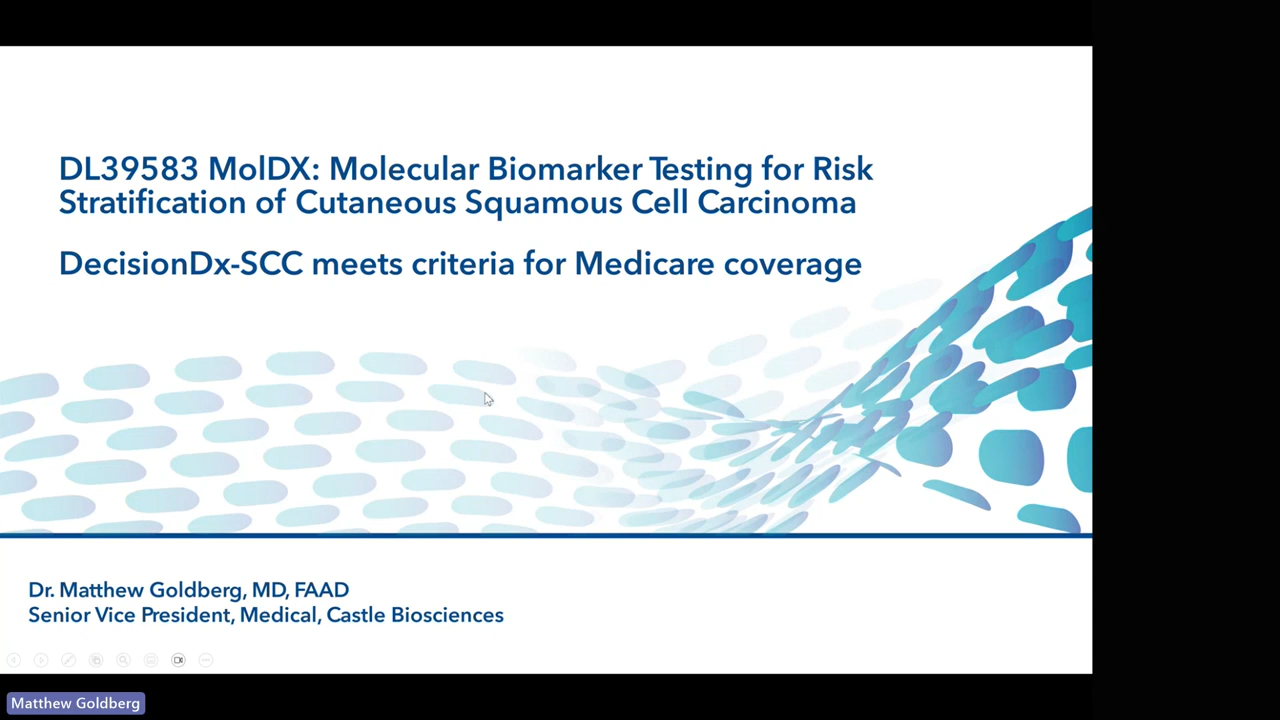 DL39583 MolDX: Molecular Biomarker Testing for Risk
Stratification of Cutaneous Squamous Cell Carcinoma
DecisionDx-SCC meets criteria for Medicare coverage
Dr. Matthew Goldberg, MD, FAAD
Senior Vice President, Medical, Castle Biosciences
Matthew Goldberg